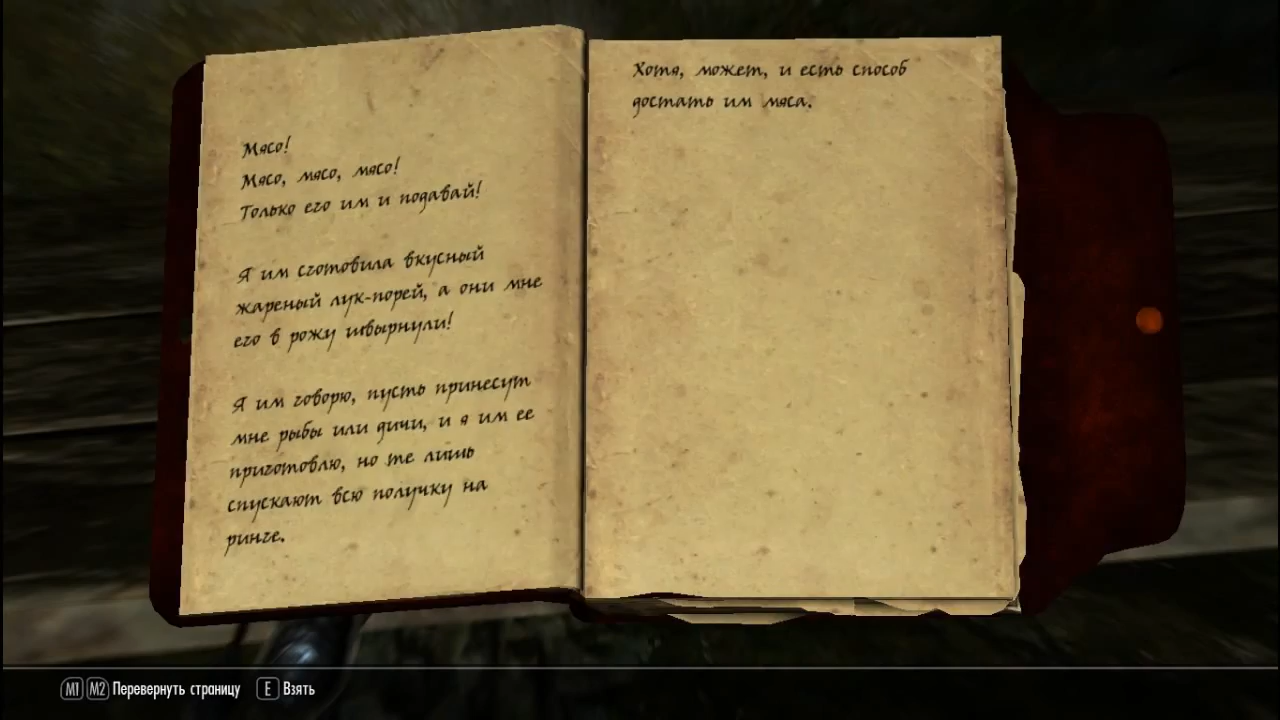 Мясо!
Мясо, мясо, мясо!
Только его им и подавай!
Я им сготовила вкусный
жареный лук-порей, а они мне
его в рожу швырнули!
Я им говорю, пусть принесут
мне рыбы или дичи, и я им ее
приготовлю, но те лишь
спускают всю получку на
ринге.
Хотя, может, и есть способ
достать им мяса.
M1 M2 Перевернуть страницу E Взять